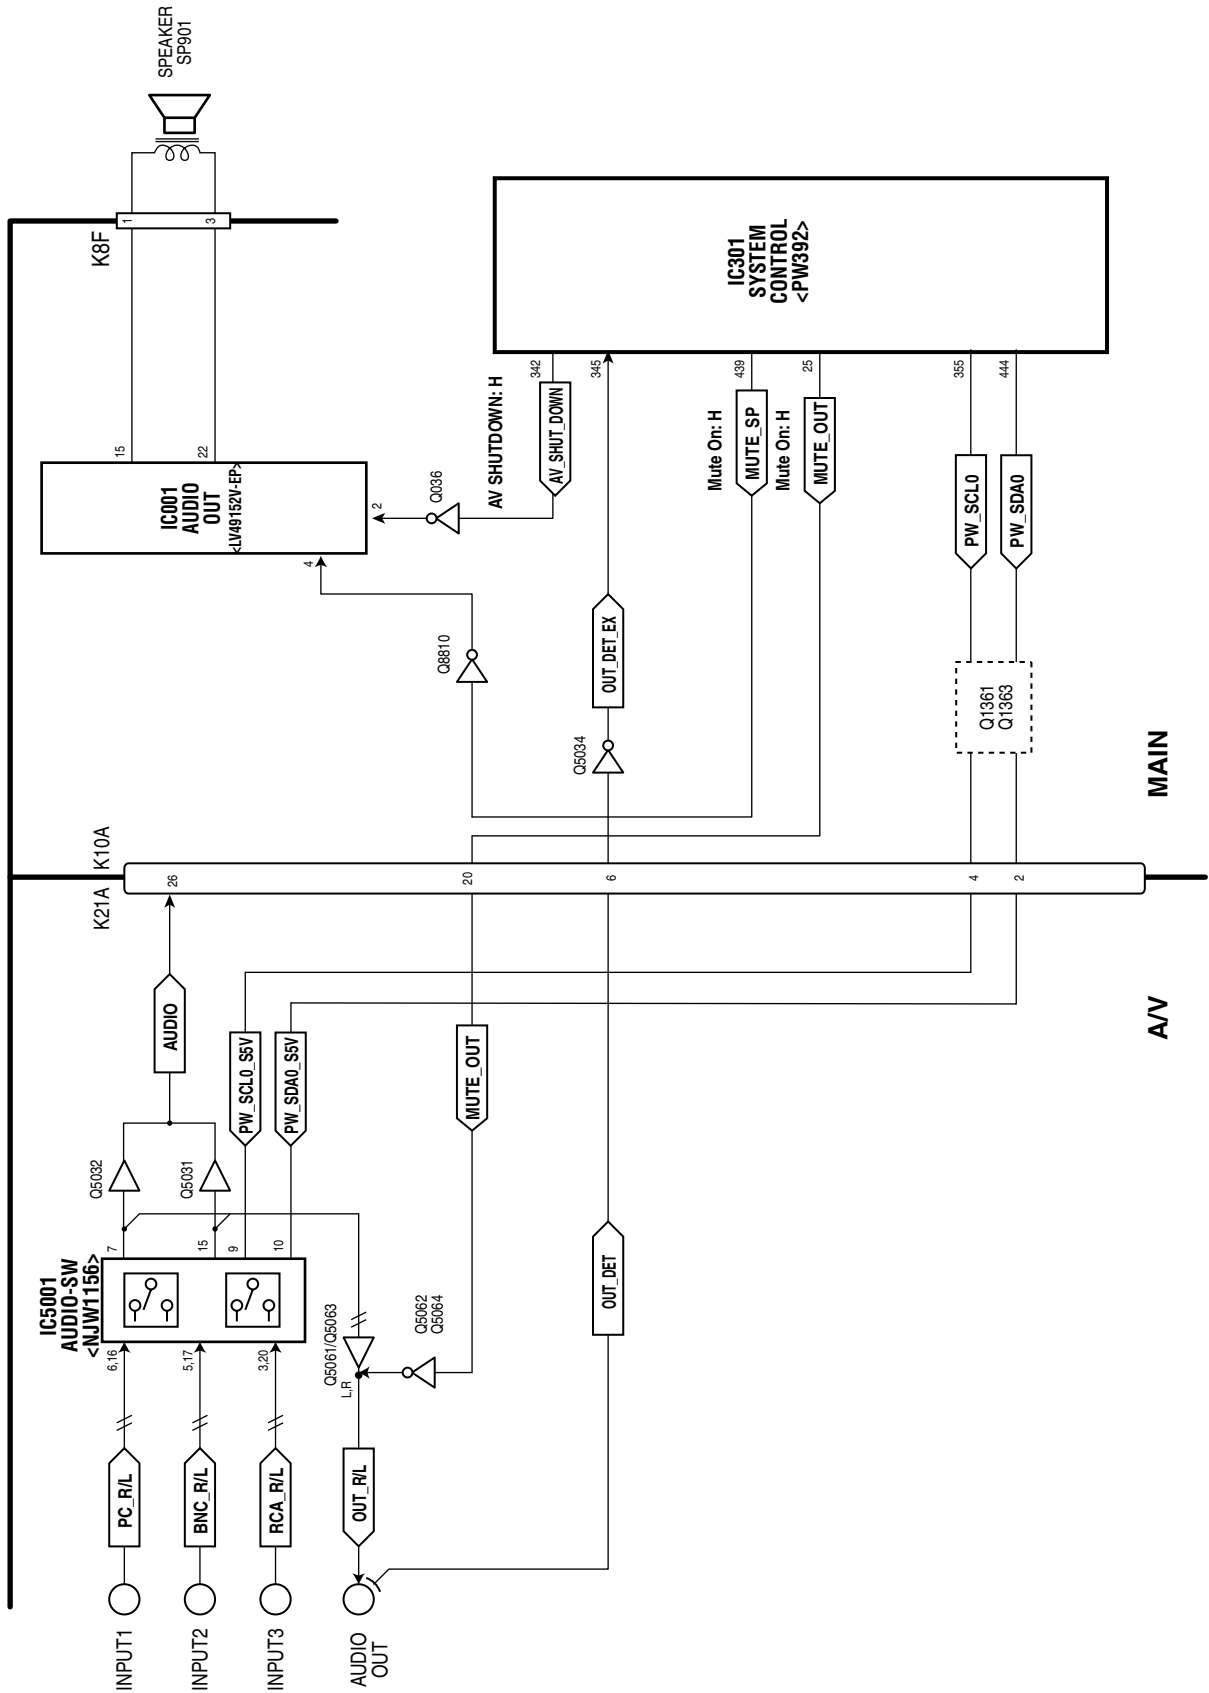 INPUT1
INPUT2
INPUT3
AUDIO
OUT
PC_R/L
BNC_R/L
RCA_R/L
OUT_R/L
6,16
5,17
3,20
IC5001
AUDIO-SW
<NJW1156>
7
15
9
10
Q5032
Q5031
Q5061/Q5063
L,R
Q5062
Q5064
AUDIO
PW_SCL0_S5V
PW_SDA0_S5V
MUTE_OUT
OUT_DET
A/V
K21A
K10A
26
20
6
4
2
MAIN
Q5034
Q8810
OUT_DET_EX
Q1361
Q1363
PW_SCL0
PW_SDA0
IC001
AUDIO
OUT
<LV49152V-EP>
4
2
15
22
Q036
AV SHUTDOWN: H
AV_SHUT_DOWN
Mute On: H
MUTE_SP
Mute On: H
MUTE_OUT
342
345
439
25
355
444
IC301
SYSTEM
CONTROL
<PW392>
K8F
1
3
SPEAKER
SP901